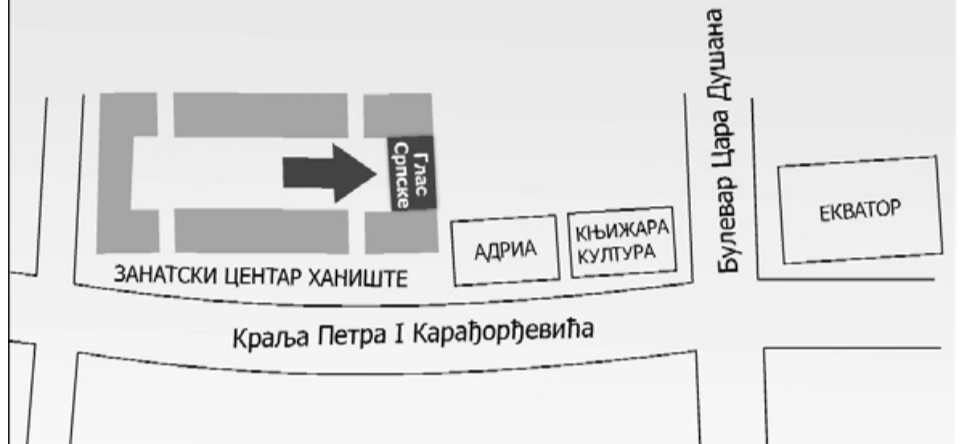 Глас
Српске
АДРИА
КЊИЖАРА
КУЛТУРА
Булевар Цара Душана
ЕКВАТОР
ЗАНАТСКИ ЦЕНТАР ХАНИШТЕ
Краља Петра I Карађорђевића